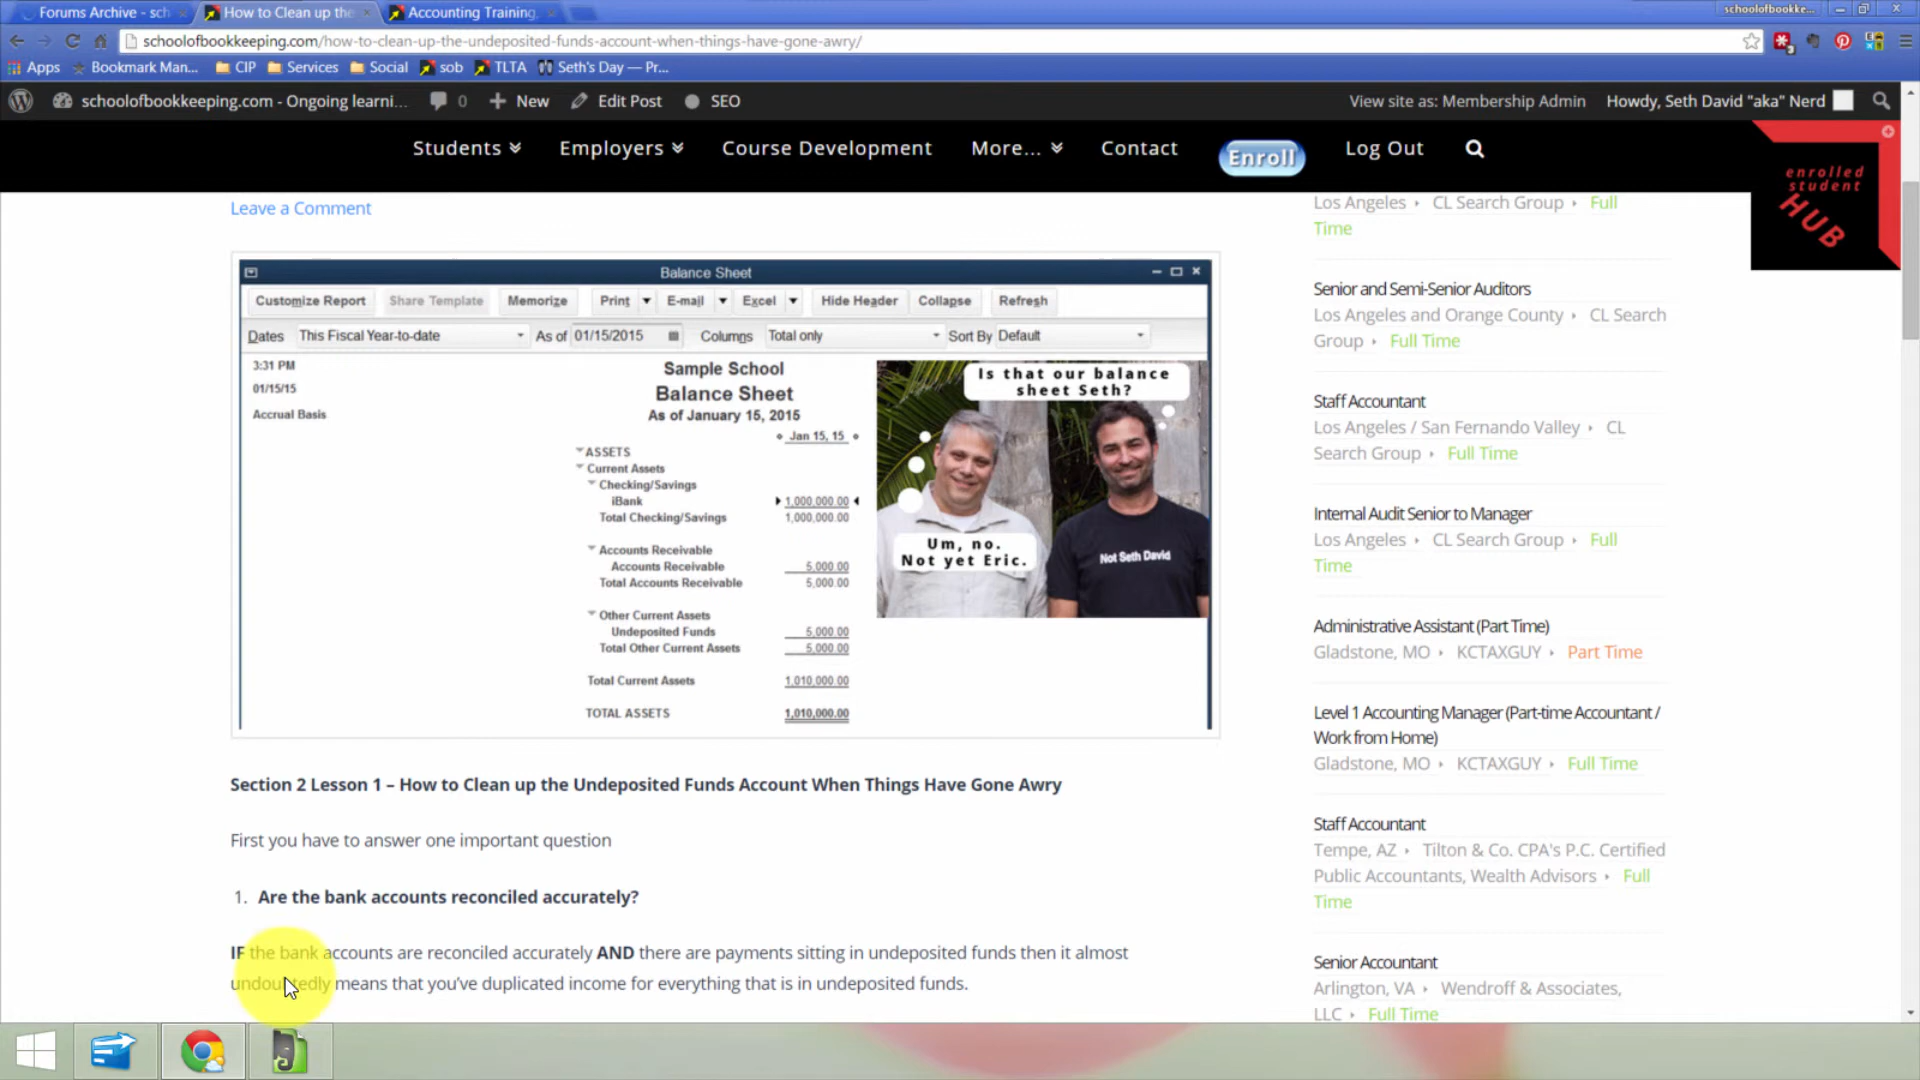 Forums Archive - sch
How to Clean up the
Accounting Training,
schoolofbookke...
schoolofbookkeeping.com/how-to-clean-up-the-undeposited-funds-account-when-things-have-gone-awry/
Apps
Bookmark Man...
CIP
Services
Social
sob
TLTA
Seth's Day — Pr...
schoolofbookkeeping.com - Ongoing learni...
0
New
Edit Post
SEO
View site as: Membership Admin
Howdy, Seth David "aka" Nerd
Students
Employers
Course Development
More...
Contact
Enroll
Log Out
enrolled
student
HUB
Leave a Comment
Balance Sheet
Customize Report
Share Template
Memorize
Print
E-mail
Excel
Hide Header
Collapse
Refresh
Dates
This Fiscal Year-to-date
As of
01/15/2015
Columns
Total only
Sort By
Default
3:31 PM
01/15/15
Accrual Basis
Sample School
Balance Sheet
As of January 15, 2015
Jan 15, 15
ASSETS
Current Assets
Checking/Savings
iBank 1,000,000.00
Total Checking/Savings 1,000,000.00
Accounts Receivable
Accounts Receivable 5,000.00
Total Accounts Receivable 5,000.00
Other Current Assets
Undeposited Funds 5,000.00
Total Other Current Assets 5,000.00
Total Current Assets 1,010,000.00
TOTAL ASSETS 1,010,000.00
Is that our balance
sheet Seth?
Um, no.
Not yet Eric.
Not Seth David
Section 2 Lesson 1 – How to Clean up the Undeposited Funds Account When Things Have Gone Awry
First you have to answer one important question
1. Are the bank accounts reconciled accurately?
IF the bank accounts are reconciled accurately AND there are payments sitting in undeposited funds then it almost
undoubtedly means that you've duplicated income for everything that is in undeposited funds.
Los Angeles CL Search Group Full
Time
Senior and Semi-Senior Auditors
Los Angeles and Orange County CL Search
Group Full Time
Staff Accountant
Los Angeles / San Fernando Valley CL
Search Group Full Time
Internal Audit Senior to Manager
Los Angeles CL Search Group Full
Time
Administrative Assistant (Part Time)
Gladstone, MO KCTAXGUY Part Time
Level 1 Accounting Manager (Part-time Accountant /
Work from Home)
Gladstone, MO KCTAXGUY Full Time
Staff Accountant
Tempe, AZ Tilton & Co. CPA's P.C. Certified
Public Accountants, Wealth Advisors Full
Time
Senior Accountant
Arlington, VA Wendroff & Associates,
LLC Full Time